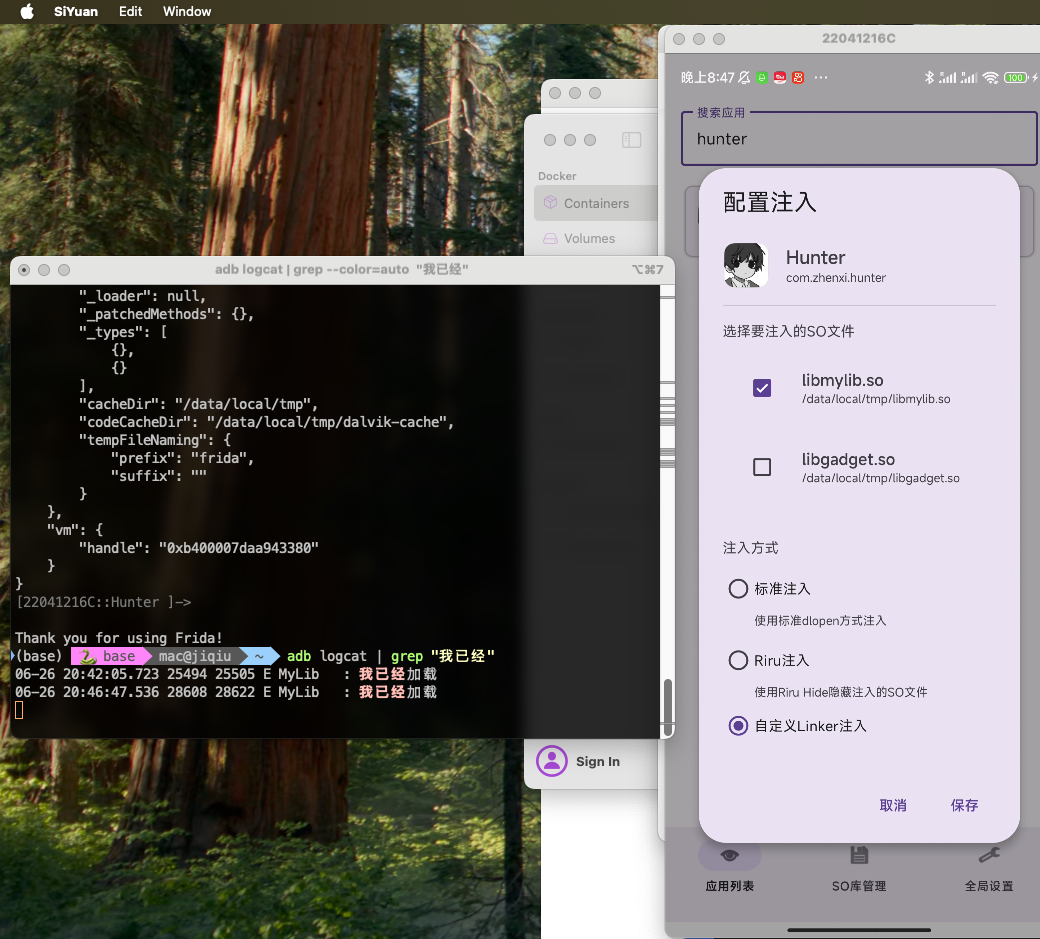 SiYuan Edit Window
22041216C
晚上8:47
100
搜索应用
hunter
配置注入
Hunter
com.zhenxi.hunter
选择要注入的SO文件
libmylib.so
/data/local/tmp/libmylib.so
libgadget.so
/data/local/tmp/libgadget.so
注入方式
标准注入
使用标准dlopen方式注入
Riru注入
使用Riru Hide隐藏注入的SO文件
自定义Linker注入
取消 保存
应用列表 SO库管理 全局设置
Docker
Containers
Volumes
Sign In
adb logcat | grep --color=auto "我已经" ⌥⌘7
"_loader": null,
"_patchedMethods": {},
"_types": [
{},
{}
],
"cacheDir": "/data/local/tmp",
"codeCacheDir": "/data/local/tmp/dalvik-cache",
"tempFileNaming": {
"prefix": "frida",
"suffix": ""
}
},
"vm": {
"handle": "0xb400007daa943380"
}
}
[22041216C::Hunter ]->
Thank you for using Frida!
(base) 🐍 base mac@jiqiu ~ adb logcat | grep "我已经"
06-26 20:42:05.723 25494 25505 E MyLib : 我已经加载
06-26 20:46:47.536 28608 28622 E MyLib : 我已经加载